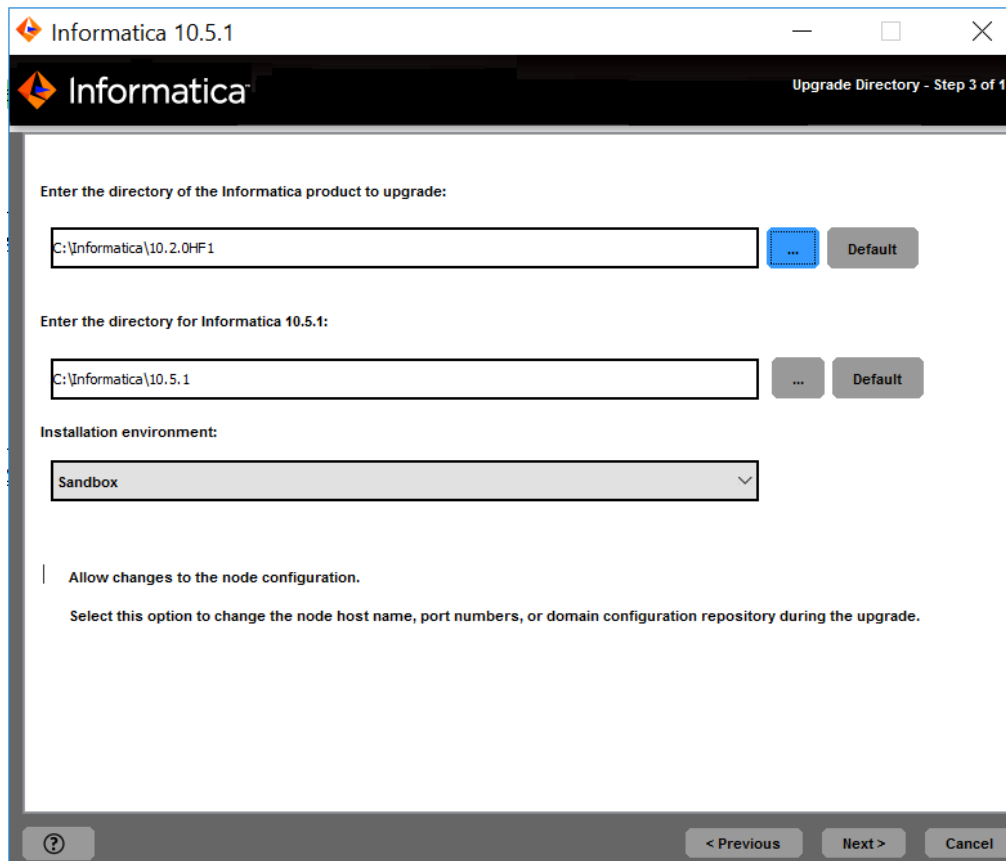 Informatica 10.5.1
Informatica
Upgrade Directory - Step 3 of 1
Enter the directory of the Informatica product to upgrade:
C:\Informatica\10.2.0HF1 ... Default
Enter the directory for Informatica 10.5.1:
C:\Informatica\10.5.1 ... Default
Installation environment:
Sandbox
Allow changes to the node configuration.
Select this option to change the node host name, port numbers, or domain configuration repository during the upgrade.
? < Previous Next > Cancel